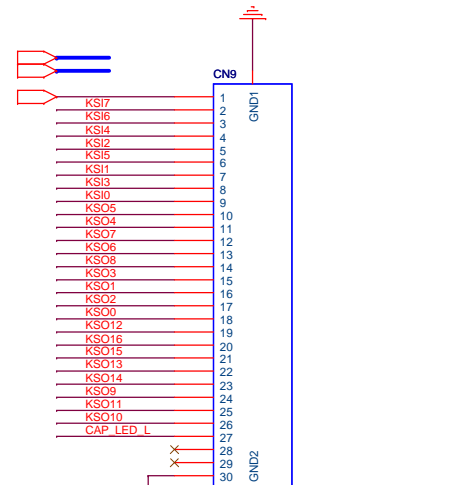 CN9
1
GND1
KSI7 2
KSI6 3
KSI4 4
KSI2 5
KSI5 6
KSI1 7
KSI3 8
KSI0 9
KSO5 10
KSO4 11
KSO7 12
KSO6 13
KSO8 14
KSO3 15
KSO1 16
KSO2 17
KSO0 18
KSO12 19
KSO16 20
KSO15 21
KSO13 22
KSO14 23
KSO9 24
KSO11 25
KSO10 26
CAP_LED_L 27
28
29
30
GND2